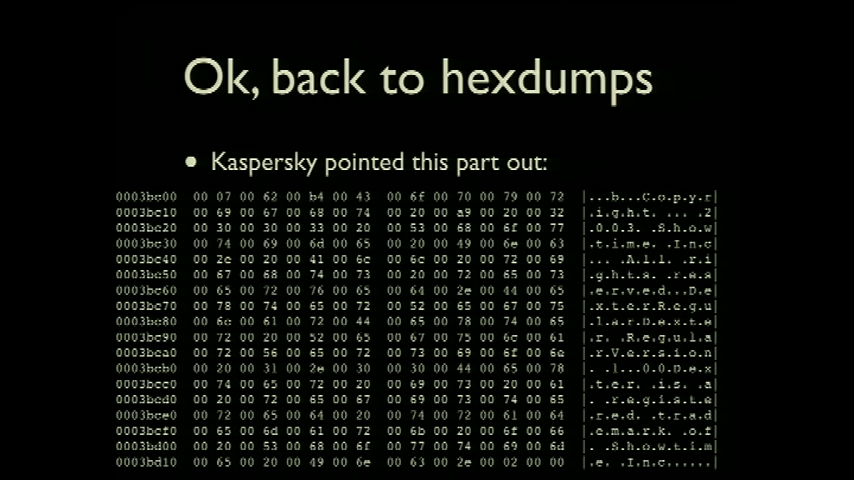 Ok, back to hexdumps
• Kaspersky pointed this part out:
0003bc00 00 07 00 62 00 b4 00 43 00 6f 00 70 00 79 00 72 |...b...C.o.p.y.r|
0003bc10 00 69 00 67 00 68 00 74 00 20 00 a9 00 20 00 32 |.i.g.h.t. ... .2|
0003bc20 00 30 00 30 00 33 00 20 00 53 00 68 00 6f 00 77 |.0.0.3. .S.h.o.w|
0003bc30 00 74 00 69 00 6d 00 65 00 20 00 49 00 6e 00 63 |.t.i.m.e. .I.n.c|
0003bc40 00 2c 00 20 00 41 00 6c 00 6c 00 20 00 72 00 69 |.,. .A.l.l. .r.i|
0003bc50 00 67 00 68 00 74 00 73 00 20 00 72 00 65 00 73 |.g.h.t.s. .r.e.s|
0003bc60 00 65 00 72 00 76 00 65 00 64 00 2e 00 44 00 65 |.e.r.v.e.d...D.e|
0003bc70 00 78 00 74 00 65 00 72 00 52 00 65 00 67 00 75 |.x.t.e.r.R.e.g.u|
0003bc80 00 6c 00 61 00 72 00 44 00 65 00 78 00 74 00 65 |.l.a.r.D.e.x.t.e|
0003bc90 00 72 00 20 00 52 00 65 00 67 00 75 00 6c 00 61 |.r. .R.e.g.u.l.a|
0003bca0 00 72 00 56 00 65 00 72 00 73 00 69 00 6f 00 6e |.r.V.e.r.s.i.o.n|
0003bcb0 00 20 00 31 00 2e 00 30 00 30 00 44 00 65 00 78 |. .1...0.0.D.e.x|
0003bcc0 00 74 00 65 00 72 00 20 00 69 00 73 00 20 00 61 |.t.e.r. .i.s. .a|
0003bcd0 00 20 00 72 00 65 00 67 00 69 00 73 00 74 00 65 |. .r.e.g.i.s.t.e|
0003bce0 00 72 00 65 00 64 00 20 00 74 00 72 00 61 00 64 |.r.e.d. .t.r.a.d|
0003bcf0 00 65 00 6d 00 61 00 72 00 6b 00 20 00 6f 00 66 |.e.m.a.r.k. .o.f|
0003bd00 00 20 00 53 00 68 00 6f 00 77 00 74 00 69 00 6d |. .S.h.o.w.t.i.m|
0003bd10 00 65 00 20 00 49 00 6e 00 63 00 2e 00 02 00 00 |.e. .I.n.c......|